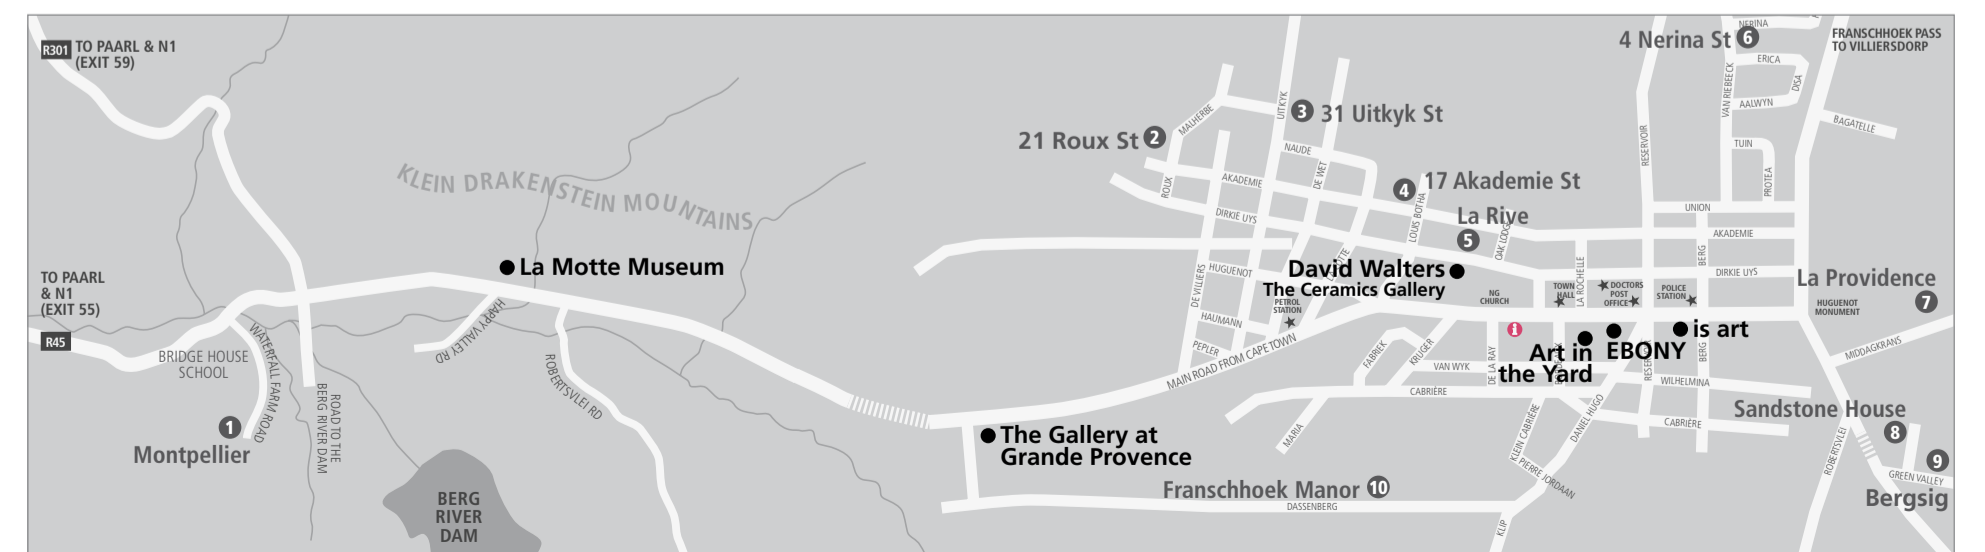 R301
TO PAARL & N1
(EXIT 59)
KLEIN DRAKENSTEIN MOUNTAINS
La Motte Museum
TO PAARL
& N1
(EXIT 55)
R45
BRIDGE HOUSE
SCHOOL
WATERFALL FARM ROAD
1
Montpellier
ROAD TO THE
BERG RIVER DAM
HAPPY VALLEY RD
ROBERTSVLEI RD
BERG
RIVER
DAM
The Gallery at
Grande Provence
MAIN ROAD FROM CAPE TOWN
21 Roux St 2
MALHERBE
UITKYK
3 31 Uitkyk St
NAUDE
DE WET
ROUX
AKADEMIE
DIRKIE UYS
4 17 Akademie St
LOUIS BOTHA
La Rive
5
OAK LODGE
DE VILLIERS
HUGUENOT
David Walters
The Ceramics Gallery
PETROL
STATION
HAUMANN
PEPLER
NG
CHURCH
TOWN
HALL
LA ROCHELLE
DOCTORS
POST
OFFICE
POLICE
STATION
i
Art in
the Yard
EBONY
is art
FABRIEK
KRUGER
DE LA RAY
VAN WYK
CABRIÈRE
MARIA
BERG
WILHELMINA
CABRIÈRE
KLEIN CABRIÈRE
DANIEL HUGO
PIERRE JORDAAN
Franschhoek Manor 10
DASSENBERG
KLIP
4 Nerina St 6
NERINA
ERICA
DISA
AALWYN
VAN RIEBEECK
TUIN
PROTEA
RESERVOIR
UNION
AKADEMIE
BERG
DIRKIE UYS
FRANSCHHOEK PASS
TO VILLIERSDORP
BAGATELLE
La Providence
7
HUGUENOT
MONUMENT
MIDDAGKRANS
Sandstone House
8
ROBERTSVLEI
9
GREEN VALLEY
Bergsig